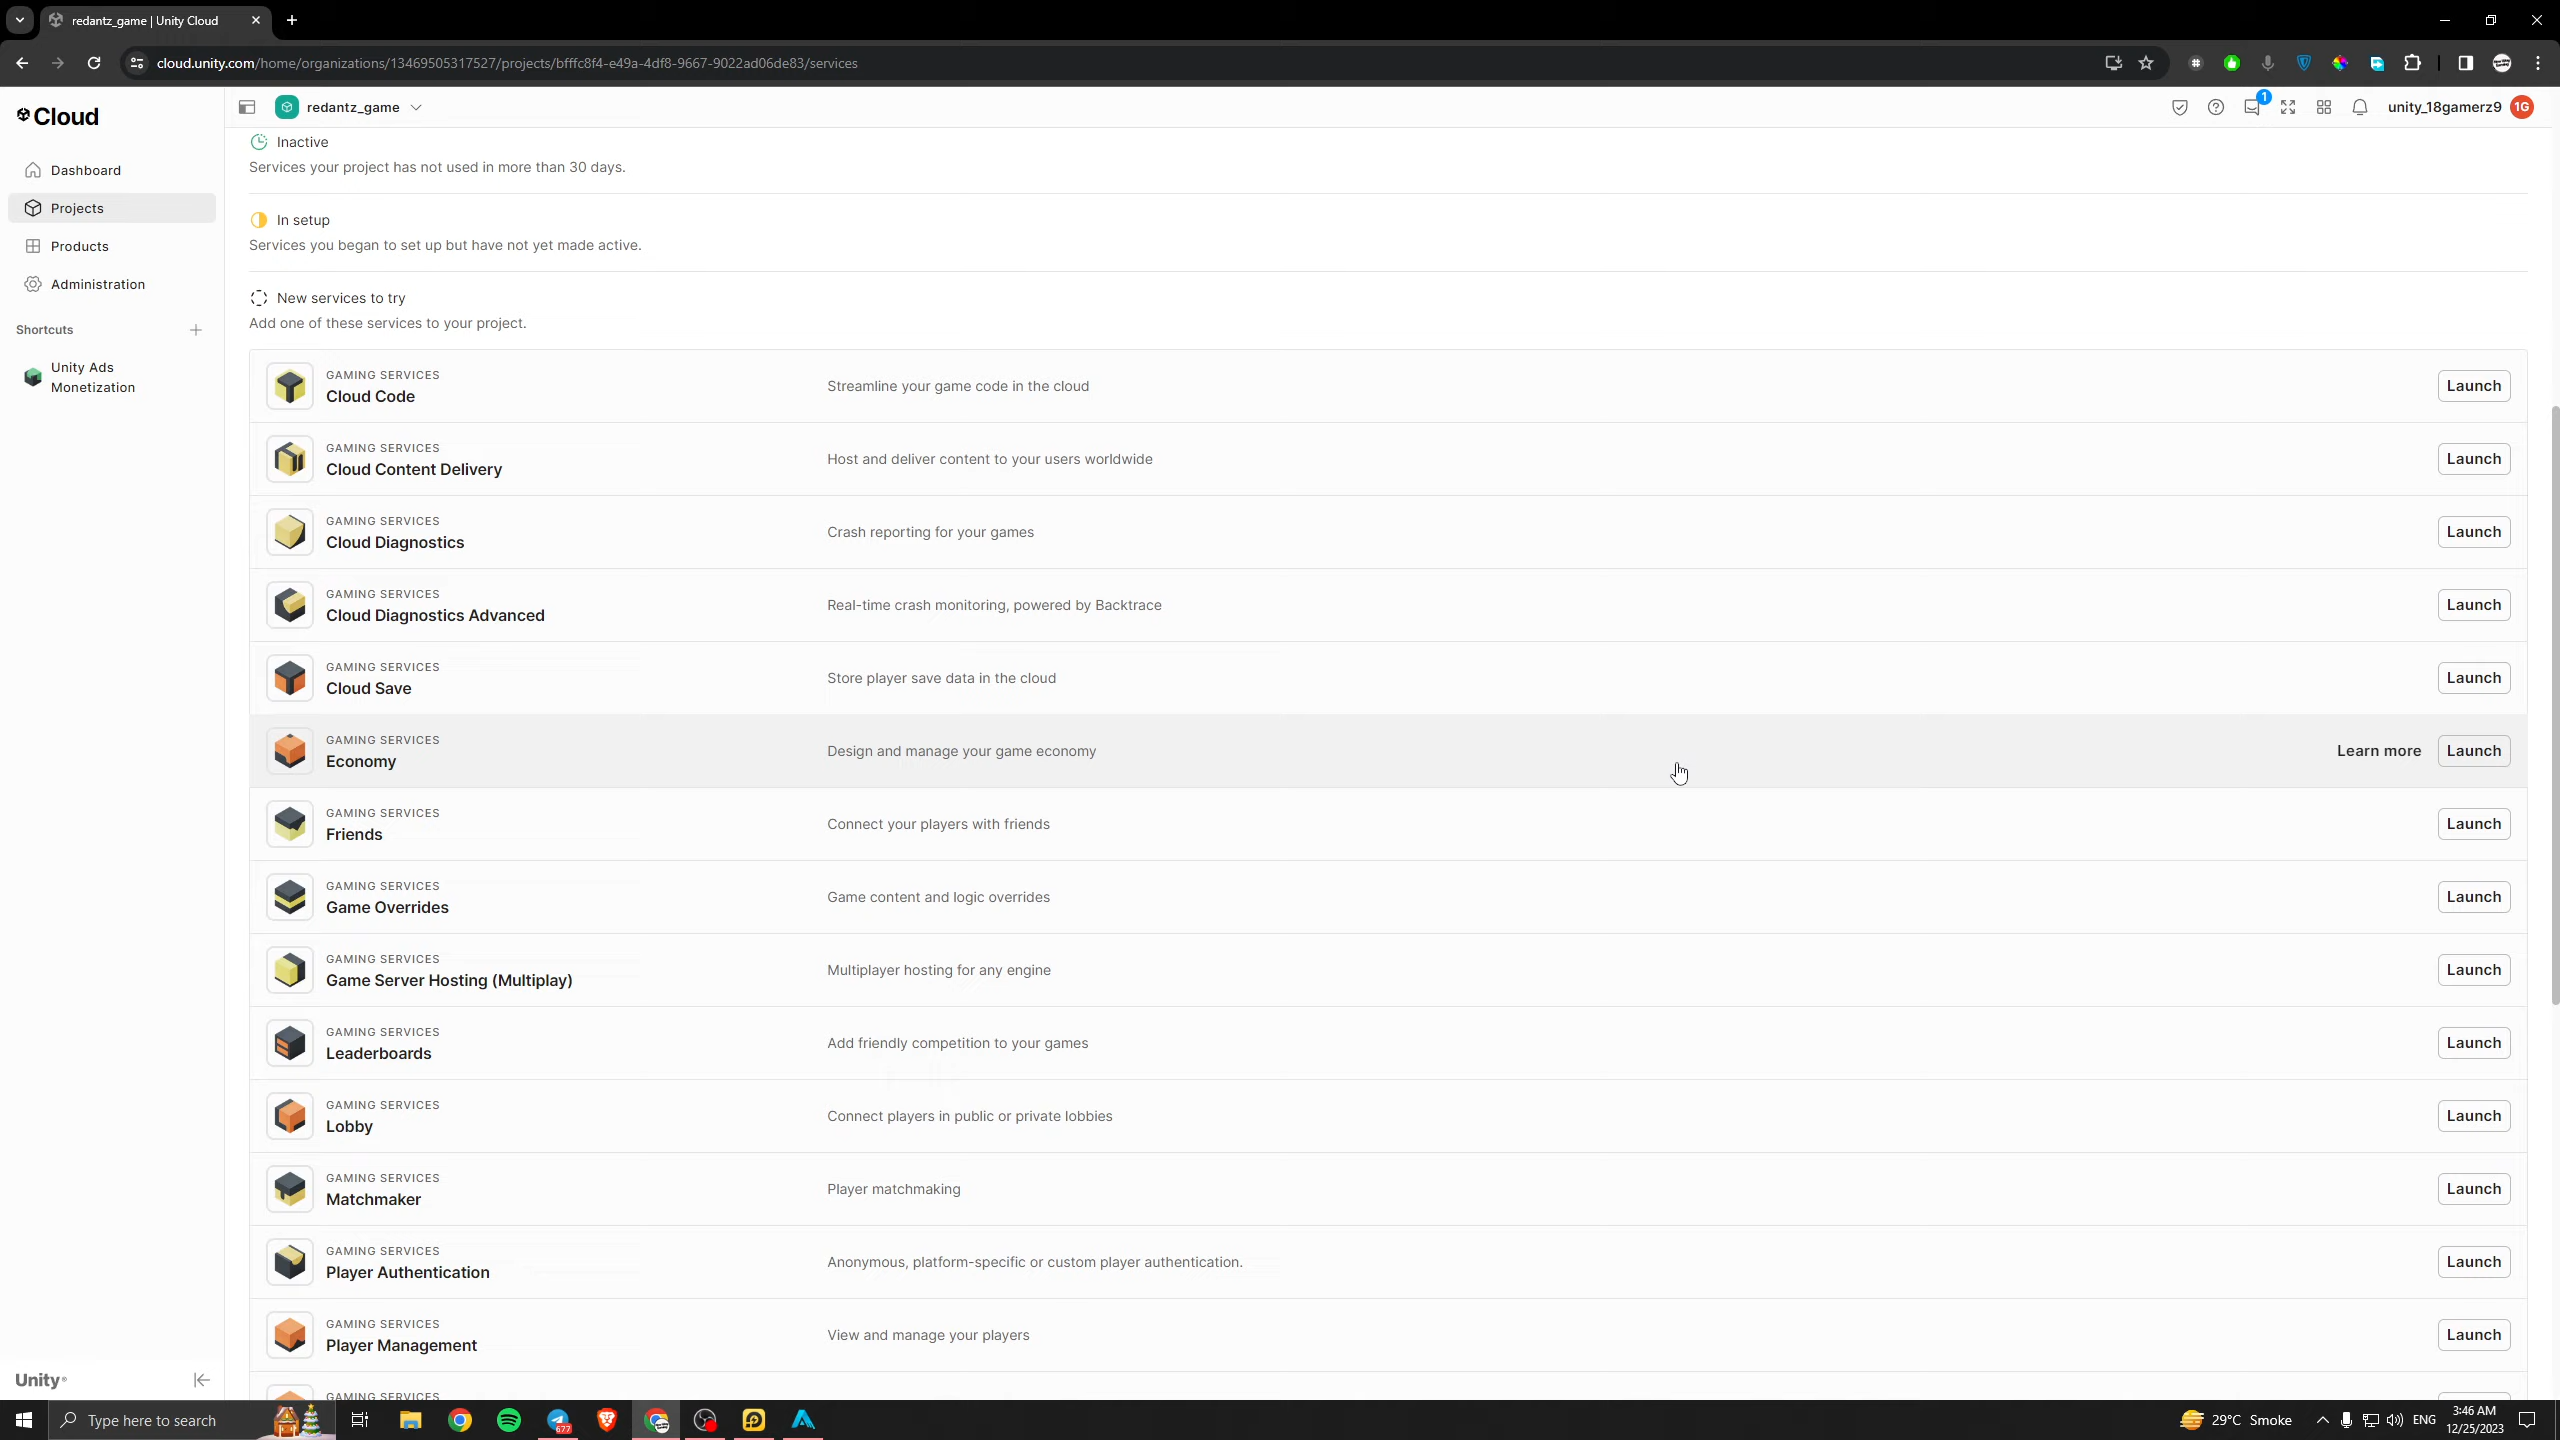 redantz_game | Unity Cloud
cloud.unity.com/home/organizations/13469505317527/projects/bfffc8f4-e49a-4df8-9667-9022ad06de83/services
Cloud
redantz_game
1
unity_18gamerz9
1G
Dashboard
Projects
Products
Administration
Shortcuts
Unity Ads
Monetization
Inactive
Services your project has not used in more than 30 days.
In setup
Services you began to set up but have not yet made active.
New services to try
Add one of these services to your project.
GAMING SERVICES
Cloud Code
Streamline your game code in the cloud
Launch
GAMING SERVICES
Cloud Content Delivery
Host and deliver content to your users worldwide
Launch
GAMING SERVICES
Cloud Diagnostics
Crash reporting for your games
Launch
GAMING SERVICES
Cloud Diagnostics Advanced
Real-time crash monitoring, powered by Backtrace
Launch
GAMING SERVICES
Cloud Save
Store player save data in the cloud
Launch
GAMING SERVICES
Economy
Design and manage your game economy
Learn more
Launch
GAMING SERVICES
Friends
Connect your players with friends
Launch
GAMING SERVICES
Game Overrides
Game content and logic overrides
Launch
GAMING SERVICES
Game Server Hosting (Multiplay)
Multiplayer hosting for any engine
Launch
GAMING SERVICES
Leaderboards
Add friendly competition to your games
Launch
GAMING SERVICES
Lobby
Connect players in public or private lobbies
Launch
GAMING SERVICES
Matchmaker
Player matchmaking
Launch
GAMING SERVICES
Player Authentication
Anonymous, platform-specific or custom player authentication.
Launch
GAMING SERVICES
Player Management
View and manage your players
Launch
GAMING SERVICES
Unity
Type here to search
677
29°C Smoke
ENG
3:46 AM
12/25/2023